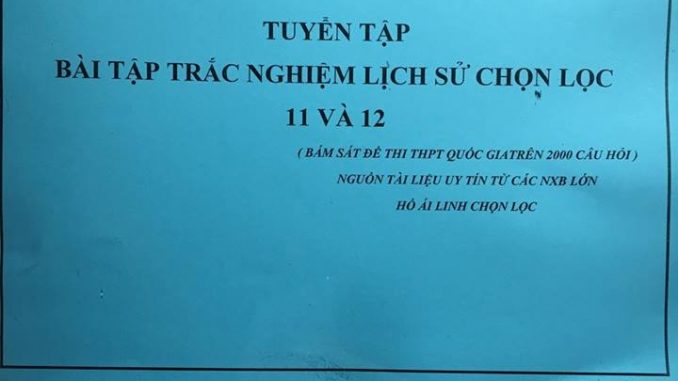 TUYỄN TẬP
BÀI TẬP TRẮC NGHIỆM LỊCH SỬ CHỌN LỌC
11 VÀ 12
( BÁM SÁT ĐỀ THI THPT QUỐC GIATRÊN 2000 CÂU HỎI )
NGUỒN TÀI LIỆU UY TÍN TỪ CÁC NXB LỚN
HỒ ÁI LINH CHỌN LỌC